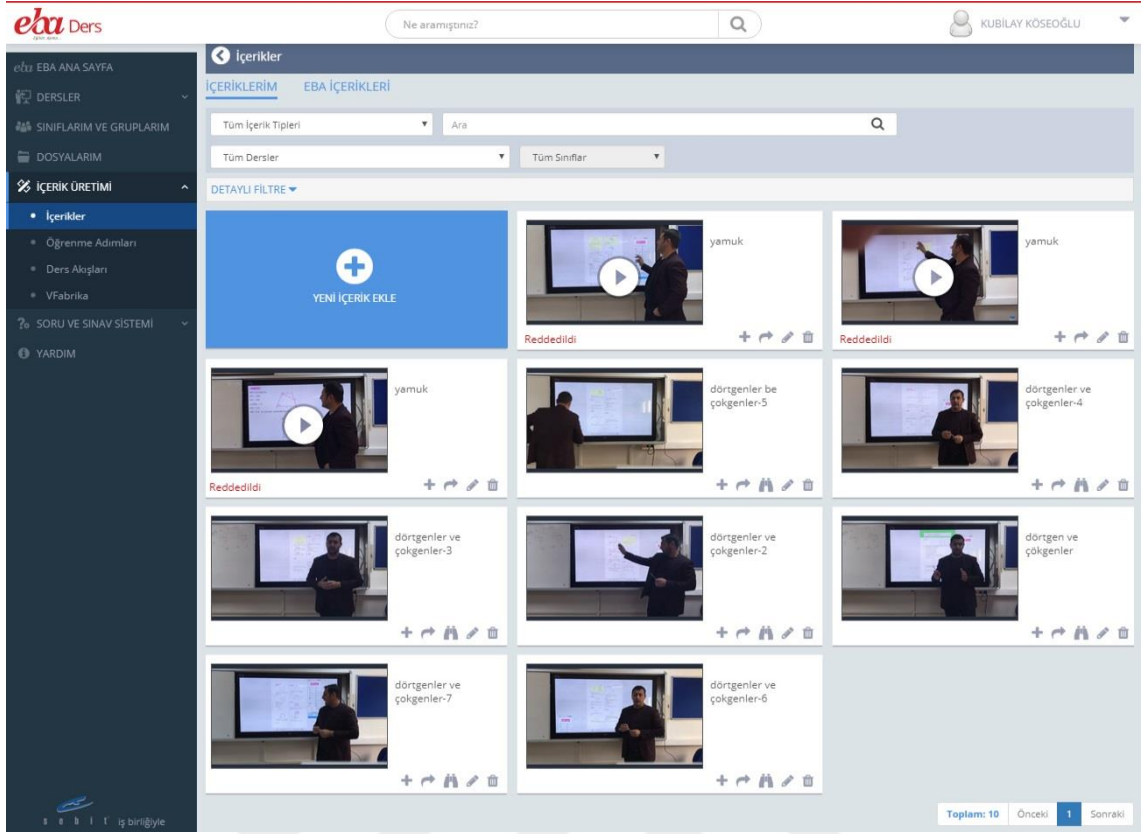 eba Ders
Ne aramıştınız?
KUBİLAY KÖSEOĞLU
eba EBA ANA SAYFA
DERSLER
SINIFLARIM VE GRUPLARIM
DOSYALARIM
İÇERİK ÜRETİMİ
İçerikler
Öğrenme Adımları
Ders Akışları
VFabrika
SORU VE SINAV SİSTEMİ
YARDIM
sebit işbirliğiyle
İçerikler
İÇERİKLERİM EBA İÇERİKLERİ
Tüm İçerik Tipleri Ara
Tüm Dersler Tüm Sınıflar
DETAYLI FİLTRE
YENİ İÇERİK EKLE
yamuk
Reddedildi
yamuk
Reddedildi
yamuk
Reddedildi
dörtgenler be
çokgenler-5
dörtgenler ve
çokgenler-4
dörtgenler ve
çokgenler-3
dörtgenler ve
çokgenler-2
dörtgen ve
çökgenler
dörtgenler ve
çokgenler-7
dörtgenler ve
çokgenler-6
Toplam: 10 Önceki 1 Sonraki